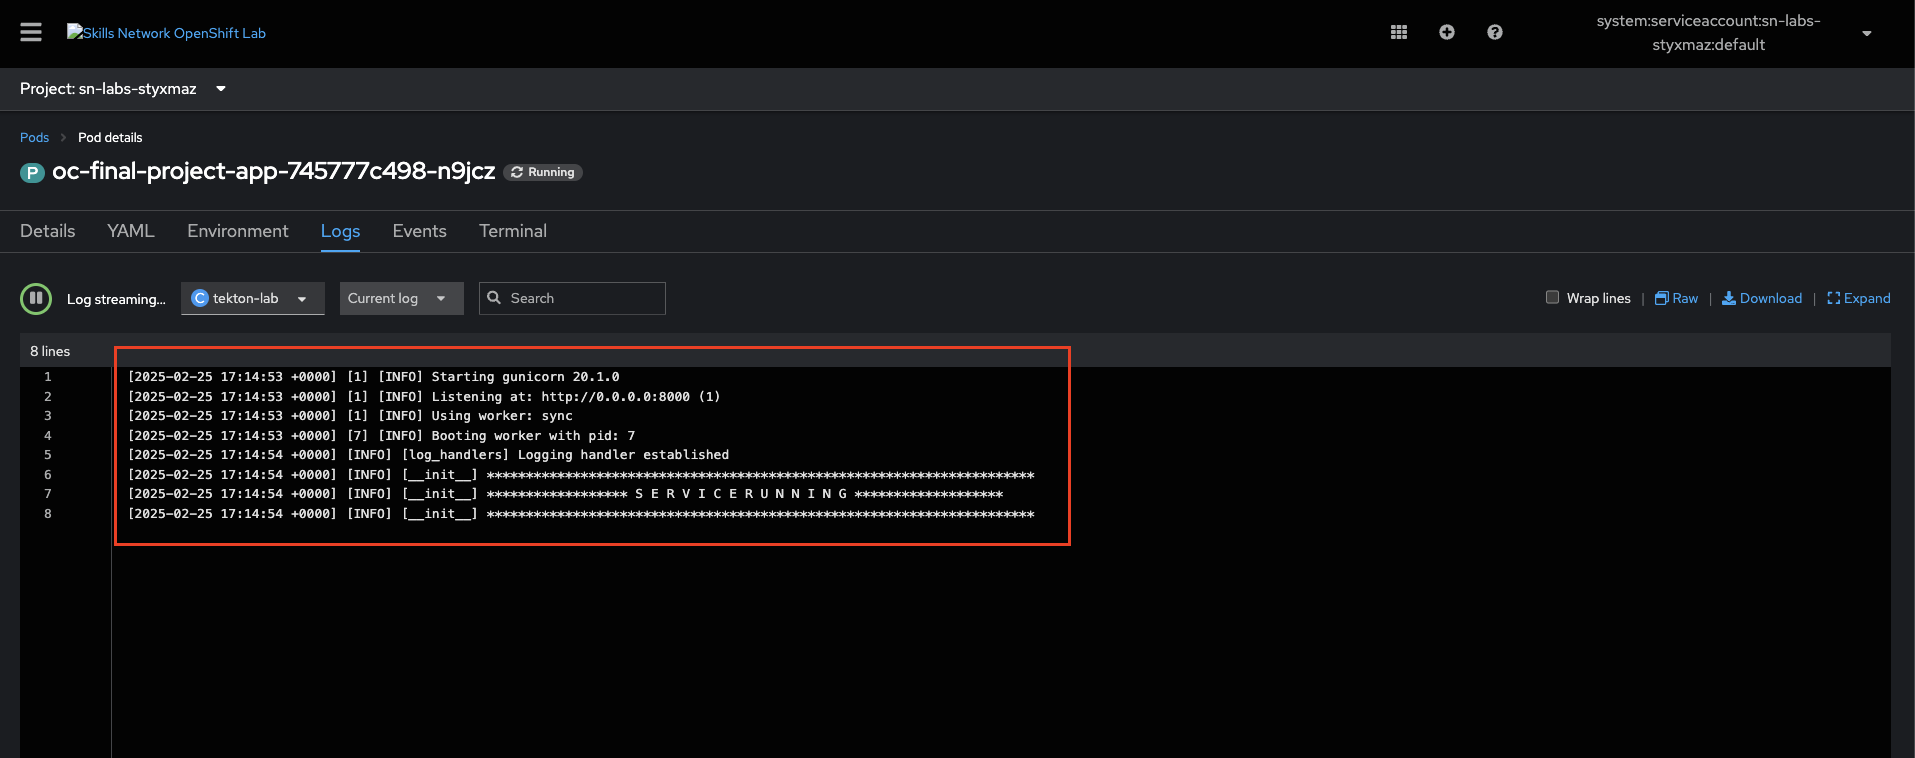 Skills Network OpenShift Lab
system:serviceaccount:sn-labs-
styxmaz:default
Project: sn-labs-styxmaz
Pods > Pod details
P oc-final-project-app-745777c498-n9jcz Running
Details YAML Environment Logs Events Terminal
Log streaming... C tekton-lab Current log Search Wrap lines | Raw | Download | Expand
8 lines
1 [2025-02-25 17:14:53 +0000] [1] [INFO] Starting gunicorn 20.1.0
2 [2025-02-25 17:14:53 +0000] [1] [INFO] Listening at: http://0.0.0.0:8000 (1)
3 [2025-02-25 17:14:53 +0000] [1] [INFO] Using worker: sync
4 [2025-02-25 17:14:53 +0000] [7] [INFO] Booting worker with pid: 7
5 [2025-02-25 17:14:54 +0000] [INFO] [log_handlers] Logging handler established
6 [2025-02-25 17:14:54 +0000] [INFO] [__init__] **********************************************************************
7 [2025-02-25 17:14:54 +0000] [INFO] [__init__] ****************** S E R V I C E R U N N I N G *******************
8 [2025-02-25 17:14:54 +0000] [INFO] [__init__] **********************************************************************